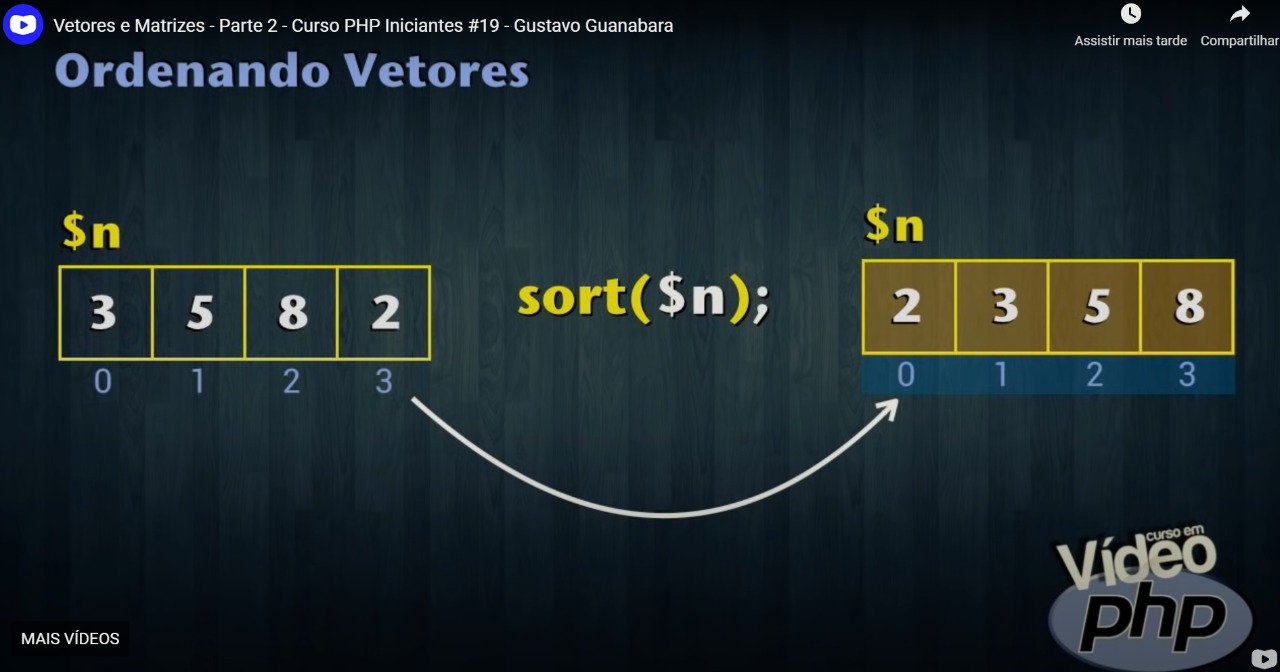 Vetores e Matrizes - Parte 2 - Curso PHP Iniciantes #19 - Gustavo Guanabara
Assistir mais tarde
Compartilhar
Ordenando Vetores
$n
3 5 8 2
0 1 2 3
sort($n);
$n
2 3 5 8
0 1 2 3
curso em
Vídeo
php
MAIS VÍDEOS